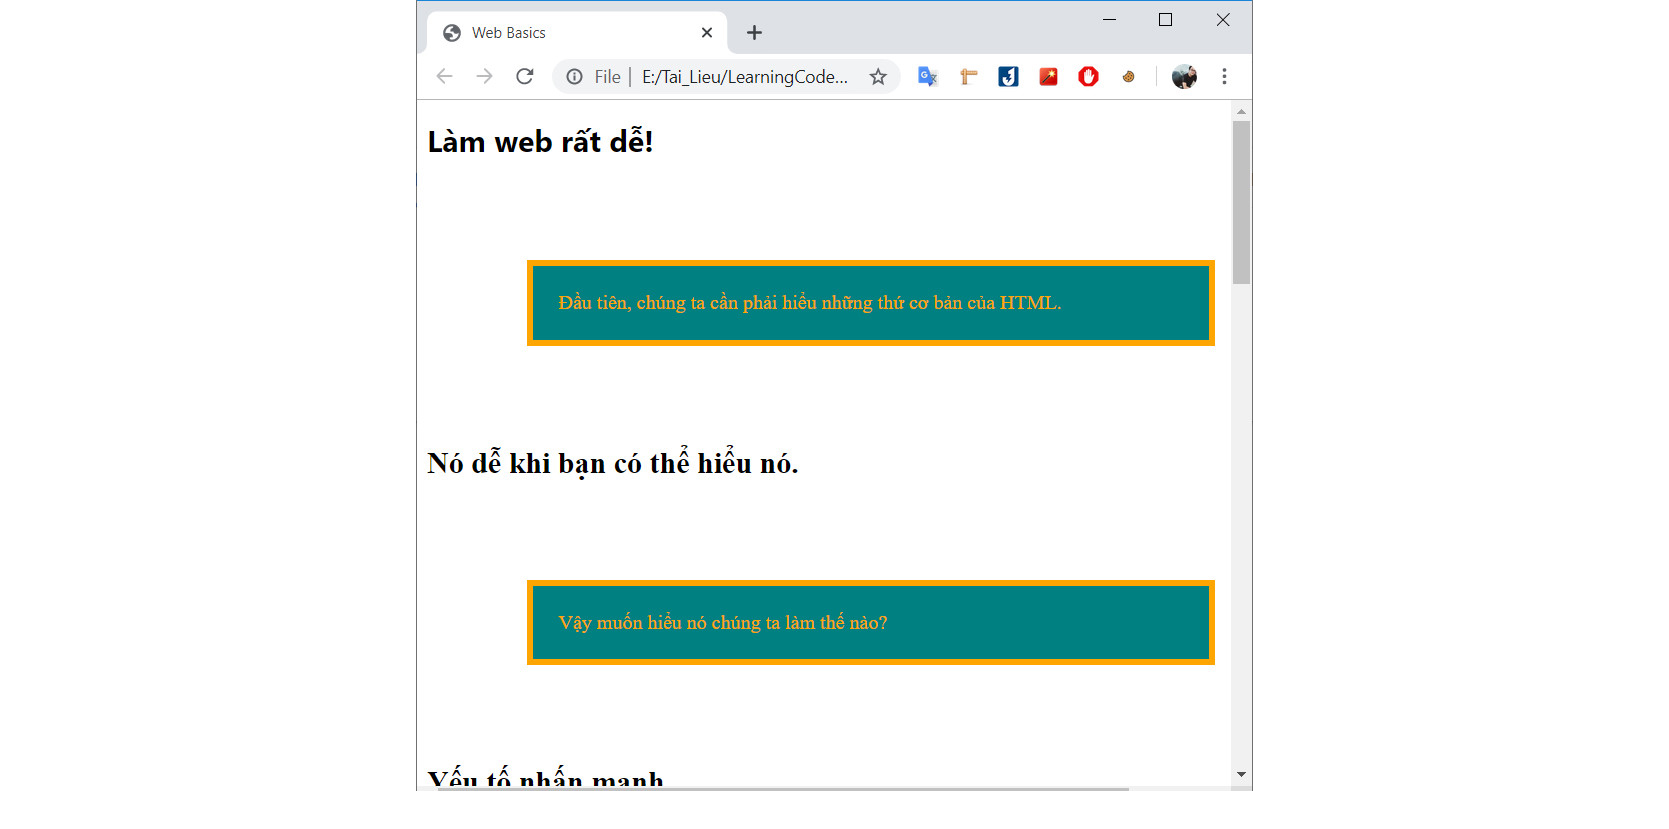 Web Basics
File | E:/Tai_Lieu/LearningCode...
Làm web rất dễ!
Đầu tiên, chúng ta cần phải hiểu những thứ cơ bản của HTML.
Nó dễ khi bạn có thể hiểu nó.
Vậy muốn hiểu nó chúng ta làm thế nào?
Yếu tố nhấn mạnh